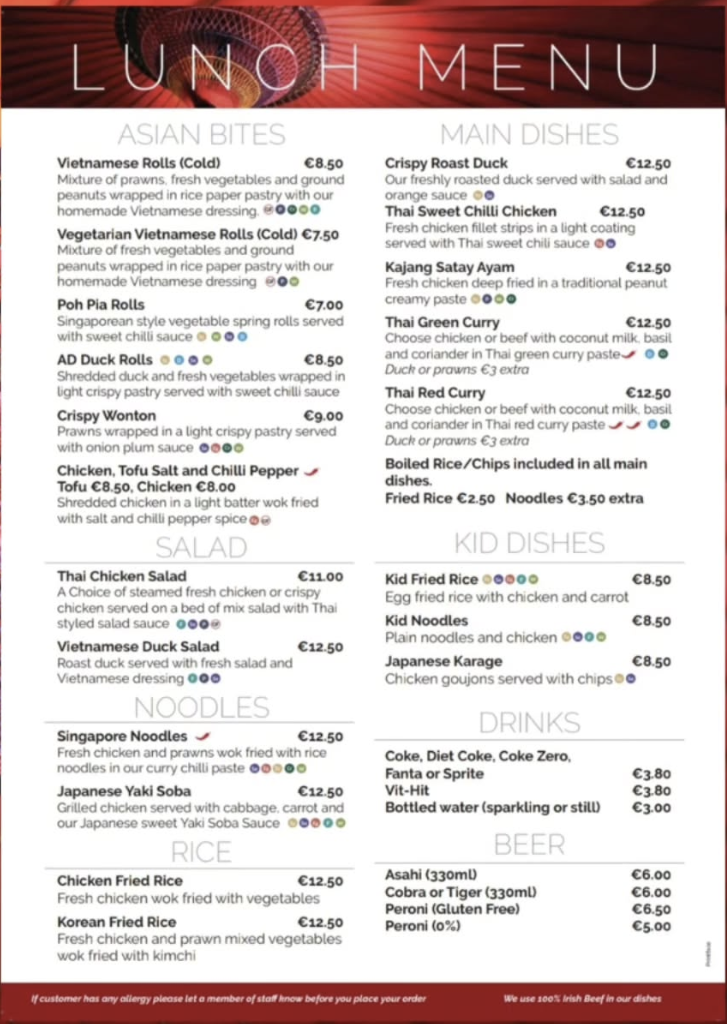 LUNCH MENU
ASIAN BITES
Vietnamese Rolls (Cold) €8.50
Mixture of prawns, fresh vegetables and ground
peanuts wrapped in rice paper pastry with our
homemade Vietnamese dressing.
Vegetarian Vietnamese Rolls (Cold) €7.50
Mixture of fresh vegetables and ground
peanuts wrapped in rice paper pastry with our
homemade Vietnamese dressing
Poh Pia Rolls €7.00
Singaporean style vegetable spring rolls served
with sweet chilli sauce
AD Duck Rolls €8.50
Shredded duck and fresh vegetables wrapped in
light crispy pastry served with sweet chilli sauce
Crispy Wonton €9.00
Prawns wrapped in a light crispy pastry served
with onion plum sauce
Chicken, Tofu Salt and Chilli Pepper
Tofu €8.50, Chicken €8.00
Shredded chicken in a light batter wok fried
with salt and chilli pepper spice
SALAD
Thai Chicken Salad €11.00
A Choice of steamed fresh chicken or crispy
chicken served on a bed of mix salad with Thai
styled salad sauce
Vietnamese Duck Salad €12.50
Roast duck served with fresh salad and
Vietnamese dressing
NOODLES
Singapore Noodles €12.50
Fresh chicken and prawns wok fried with rice
noodles in our curry chilli paste
Japanese Yaki Soba €12.50
Grilled chicken served with cabbage, carrot and
our Japanese sweet Yaki Soba Sauce
RICE
Chicken Fried Rice €12.50
Fresh chicken wok fried with vegetables
Korean Fried Rice €12.50
Fresh chicken and prawn mixed vegetables
wok fried with kimchi
MAIN DISHES
Crispy Roast Duck €12.50
Our freshly roasted duck served with salad and
orange sauce
Thai Sweet Chilli Chicken €12.50
Fresh chicken fillet strips in a light coating
served with Thai sweet chili sauce
Kajang Satay Ayam €12.50
Fresh chicken deep fried in a traditional peanut
creamy paste
Thai Green Curry €12.50
Choose chicken or beef with coconut milk, basil
and coriander in Thai green curry paste
Duck or prawns €3 extra
Thai Red Curry €12.50
Choose chicken or beef with coconut milk, basil
and coriander in Thai red curry paste
Duck or prawns €3 extra
Boiled Rice/Chips included in all main
dishes.
Fried Rice €2.50 Noodles €3.50 extra
KID DISHES
Kid Fried Rice €8.50
Egg fried rice with chicken and carrot
Kid Noodles €8.50
Plain noodles and chicken
Japanese Karage €8.50
Chicken goujons served with chips
DRINKS
Coke, Diet Coke, Coke Zero,
Fanta or Sprite €3.80
Vit-Hit €3.80
Bottled water (sparkling or still) €3.00
BEER
Asahi (330ml) €6.00
Cobra or Tiger (330ml) €6.00
Peroni (Gluten Free) €6.50
Peroni (0%) €5.00
If customer has any allergy please let a member of staff know before you place your order
We use 100% Irish Beef in our dishes